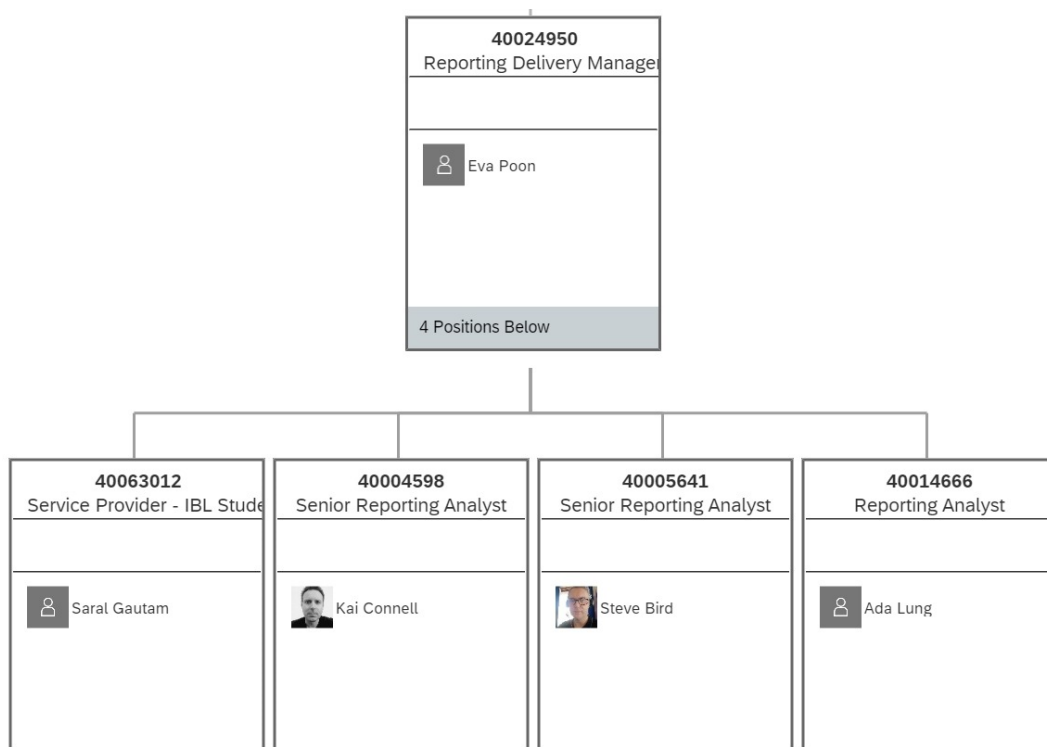 40024950
Reporting Delivery Manager
Eva Poon
4 Positions Below
40063012
Service Provider - IBL Stude
Saral Gautam
40004598
Senior Reporting Analyst
Kai Connell
40005641
Senior Reporting Analyst
Steve Bird
40014666
Reporting Analyst
Ada Lung